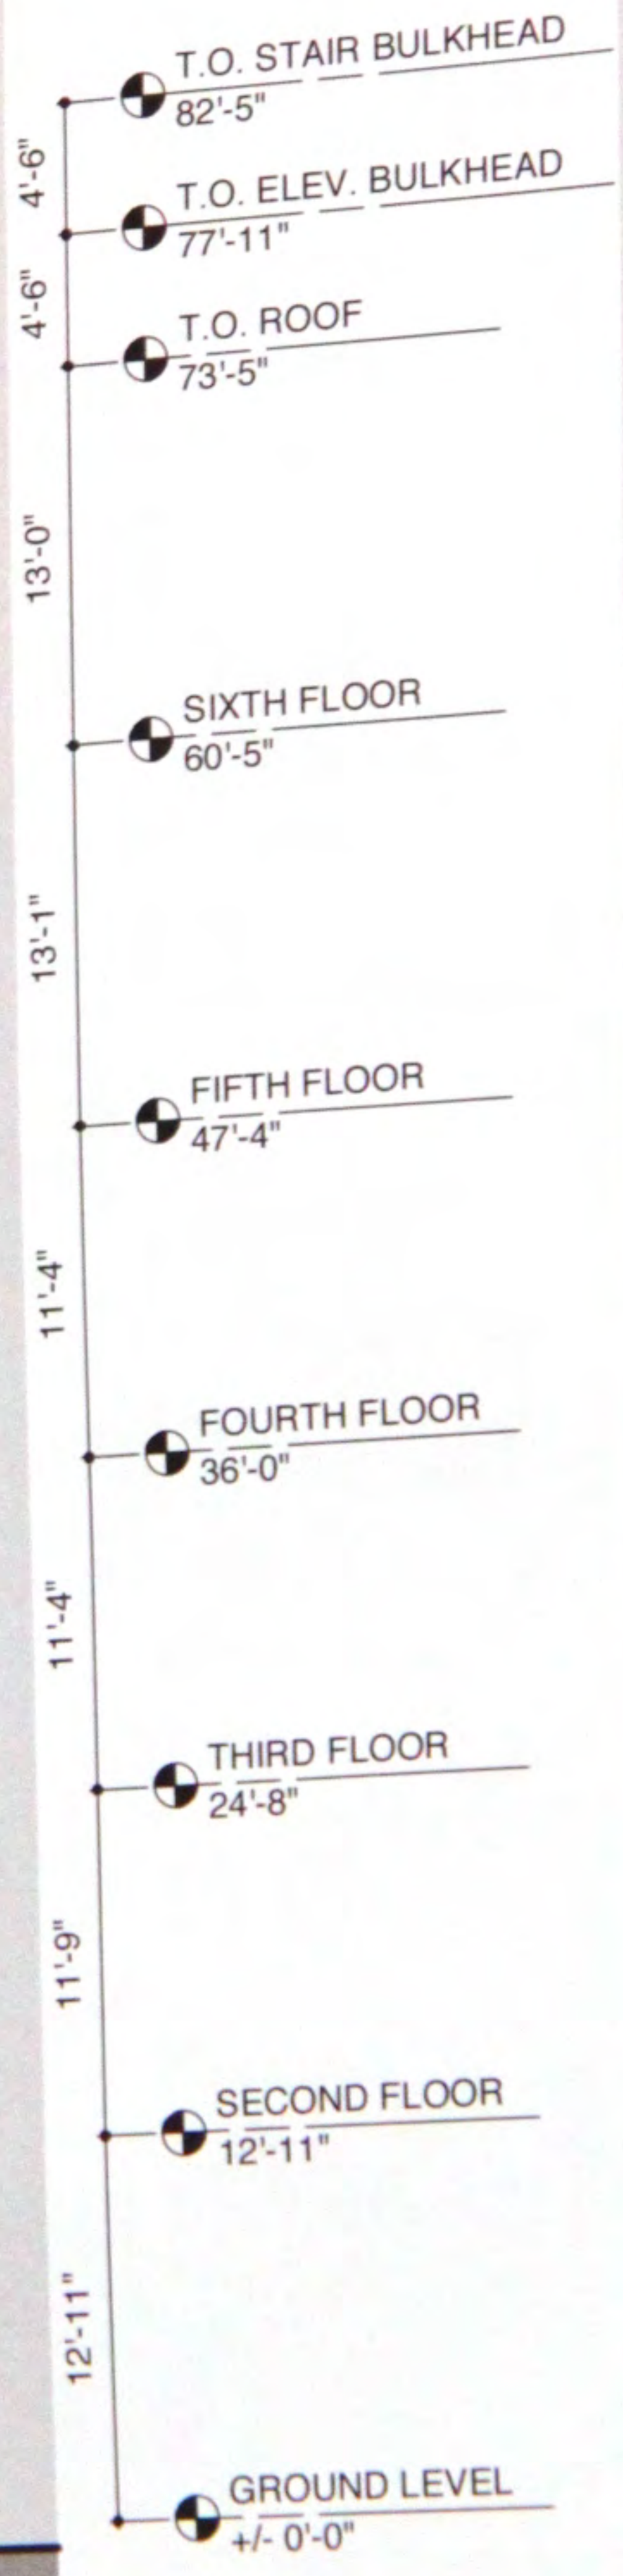 T.O. STAIR BULKHEAD
82'-5"
4'-6"
T.O. ELEV. BULKHEAD
77'-11"
4'-6"
T.O. ROOF
73'-5"
13'-0"
SIXTH FLOOR
60'-5"
13'-1"
FIFTH FLOOR
47'-4"
11'-4"
FOURTH FLOOR
36'-0"
11'-4"
THIRD FLOOR
24'-8"
11'-9"
SECOND FLOOR
12'-11"
12'-11"
GROUND LEVEL
+/- 0'-0"